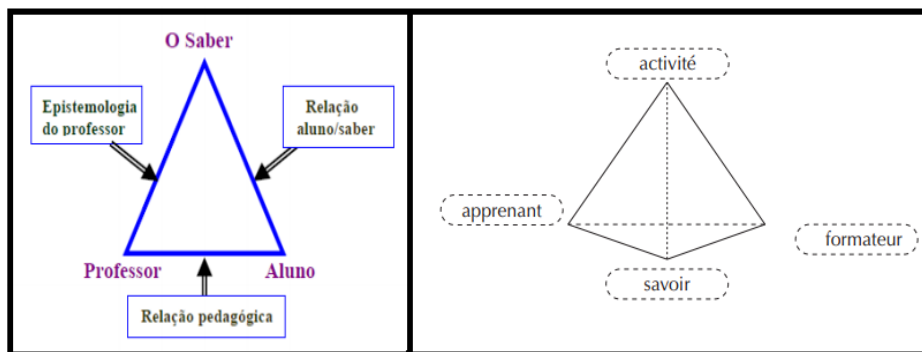 O Saber
Epistemologia
do professor
Relação
aluno/saber
Professor
Aluno
Relação pedagógica
activité
apprenant
formateur
savoir